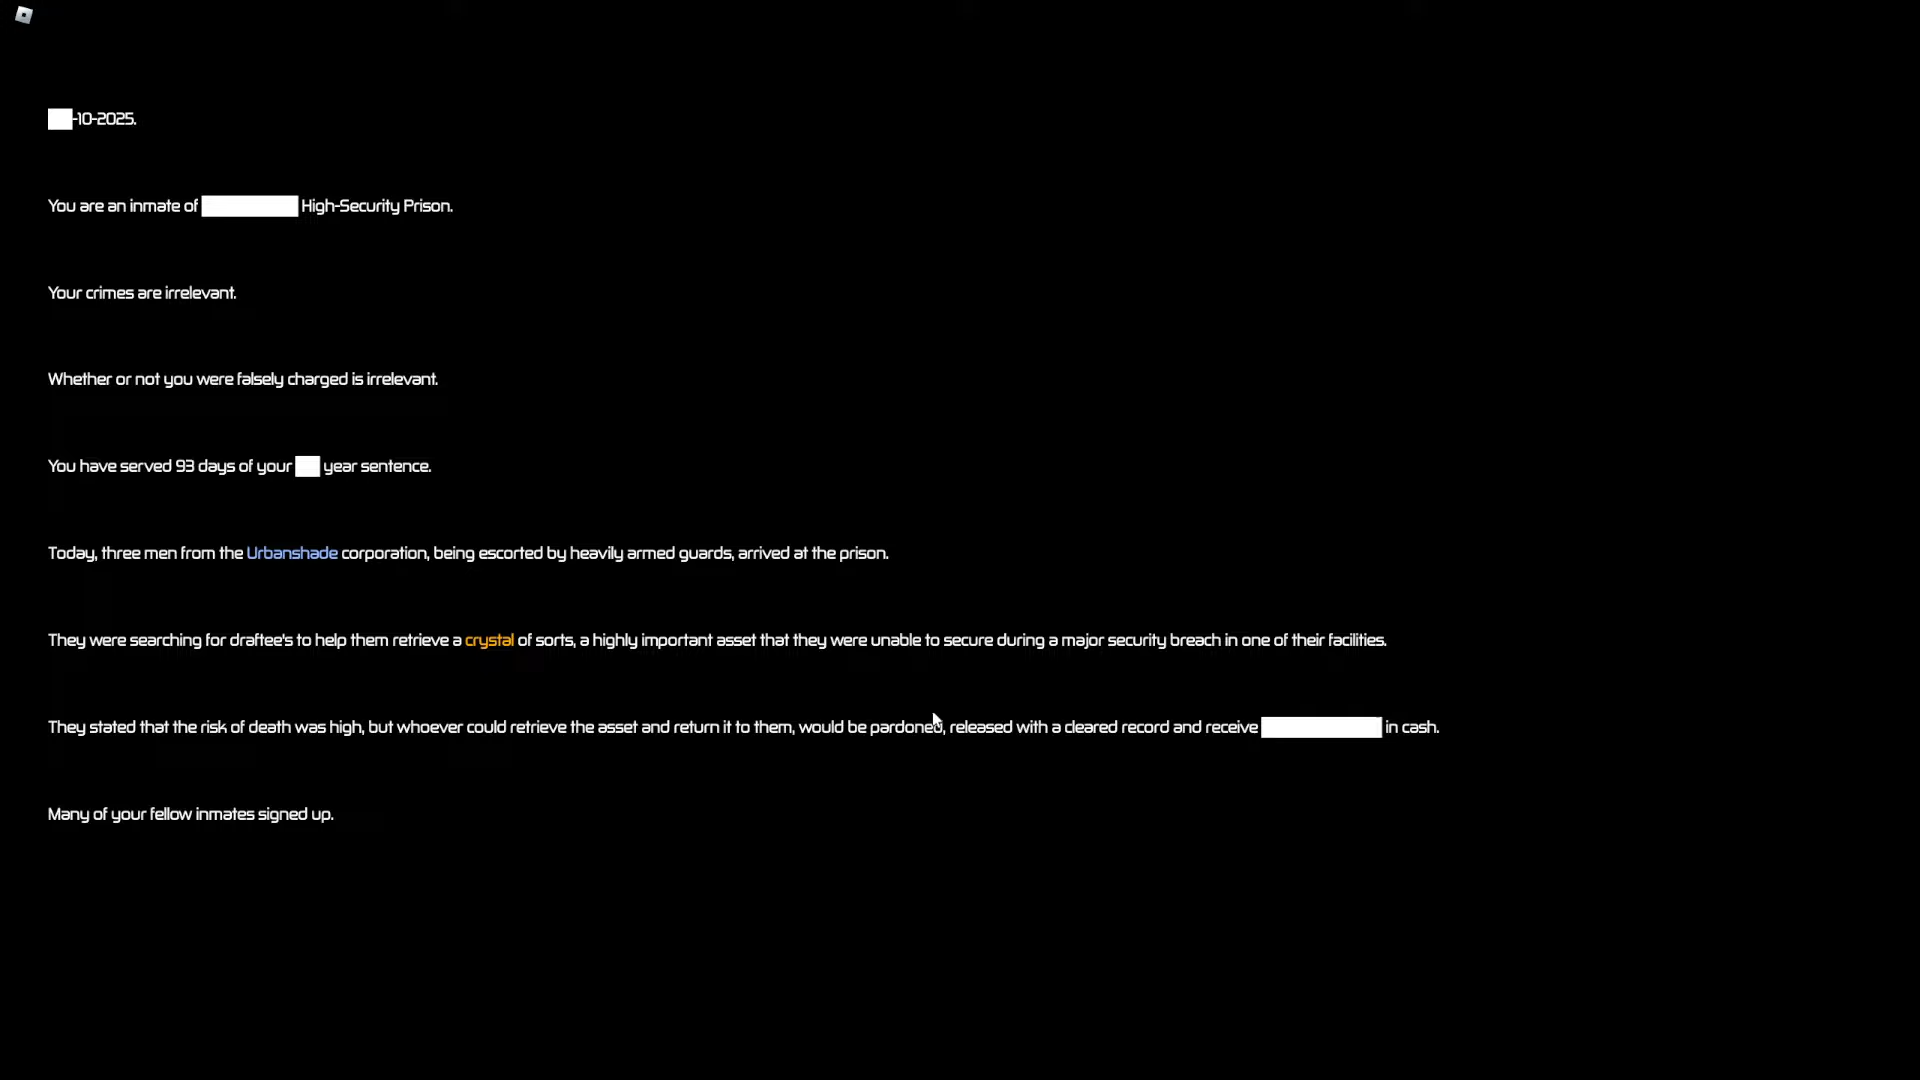 -10-2025.
You are an inmate of High-Security Prison.
Your crimes are irrelevant.
Whether or not you were falsely charged is irrelevant.
You have served 93 days of your year sentence.
Today, three men from the Urbanshade corporation, being escorted by heavily armed guards, arrived at the prison.
They were searching for draftee's to help them retrieve a crystal of sorts, a highly important asset that they were unable to secure during a major security breach in one of their facilities.
They stated that the risk of death was high, but whoever could retrieve the asset and return it to them, would be pardoned, released with a cleared record and receive in cash.
Many of your fellow inmates signed up.